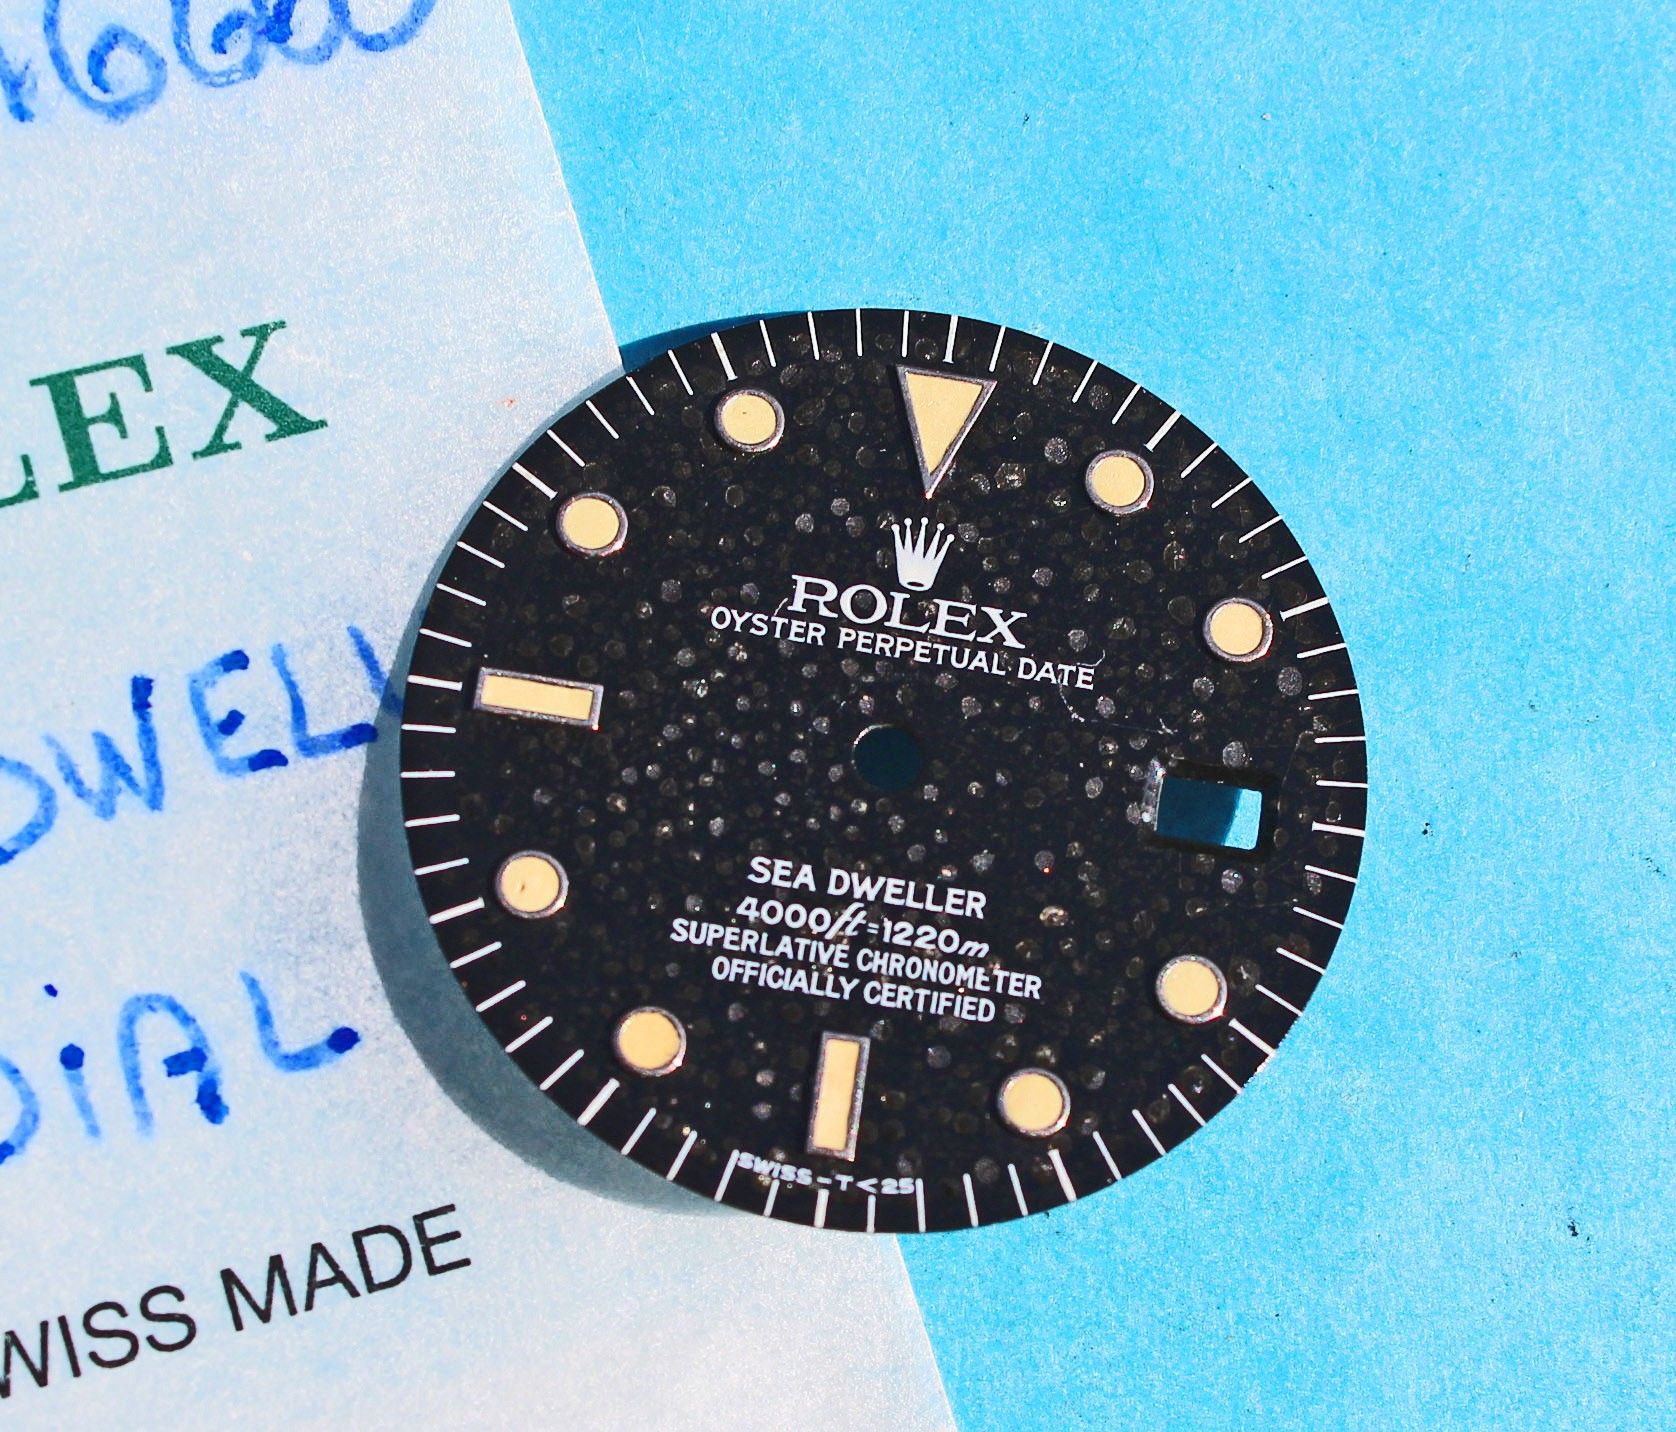 16660
LEX
DWELL
DIAL
WISS MADE
ROLEX
OYSTER PERPETUAL DATE
SEA DWELLER
4000ft=1220m
SUPERLATIVE CHRONOMETER
OFFICIALLY CERTIFIED
SWISS - T < 25